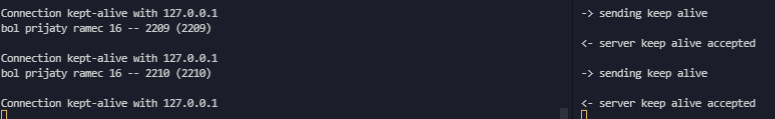 Connection kept-alive with 127.0.0.1
bol prijaty ramec 16 -- 2209 (2209)
Connection kept-alive with 127.0.0.1
bol prijaty ramec 16 -- 2210 (2210)
Connection kept-alive with 127.0.0.1
-> sending keep alive
<- server keep alive accepted
-> sending keep alive
<- server keep alive accepted